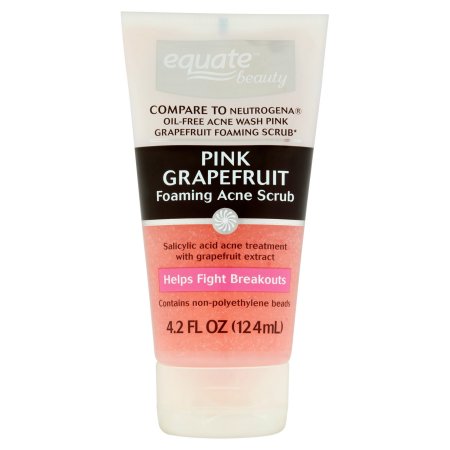 equate™
beauty
COMPARE TO NEUTROGENA®
OIL-FREE ACNE WASH PINK
GRAPEFRUIT FOAMING SCRUB*
PINK
GRAPEFRUIT
Foaming Acne Scrub
Salicylic acid acne treatment
with grapefruit extract
Helps Fight Breakouts
Contains non-polyethylene beads
4.2 FL OZ (124mL)